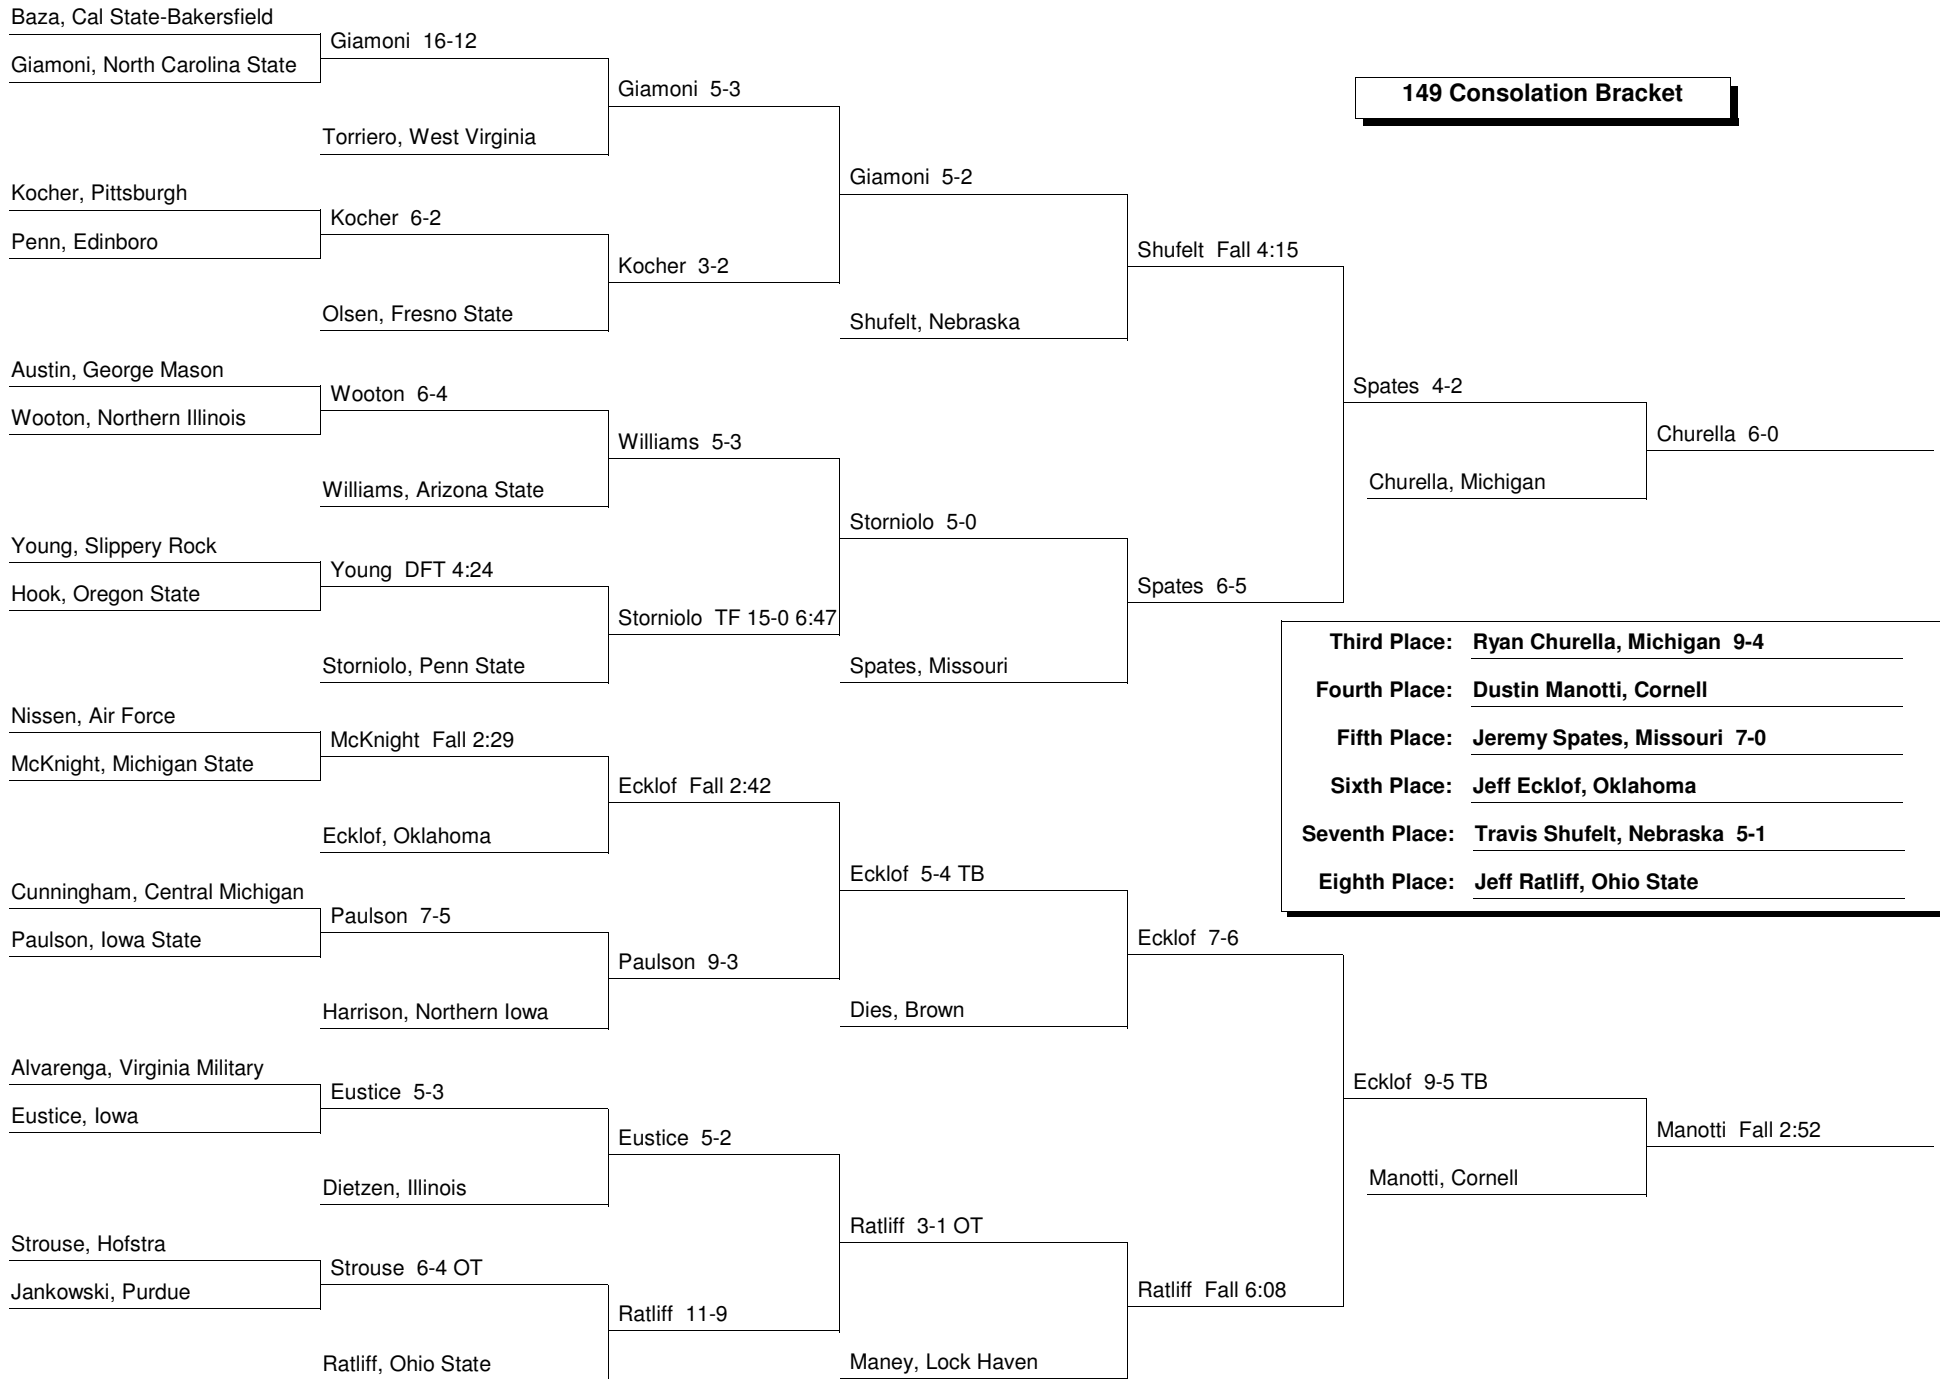 Baza, Cal State-Bakersfield
Giamoni 16-12
Giamoni, North Carolina State
Giamoni 5-3
149 Consolation Bracket
Torriero, West Virginia
Giamoni 5-2
Kocher, Pittsburgh
Kocher 6-2
Penn, Edinboro
Shufelt Fall 4:15
Kocher 3-2
Olsen, Fresno State
Shufelt, Nebraska
Austin, George Mason
Spates 4-2
Wooton 6-4
Wooton, Northern Illinois
Churella 6-0
Williams 5-3
Churella, Michigan
Williams, Arizona State
Storniolo 5-0
Young, Slippery Rock
Young DFT 4:24
Spates 6-5
Hook, Oregon State
Storniolo TF 15-0 6:47
Third Place: Ryan Churella, Michigan 9-4
Storniolo, Penn State
Spates, Missouri
Fourth Place: Dustin Manotti, Cornell
Nissen, Air Force
Fifth Place: Jeremy Spates, Missouri 7-0
McKnight Fall 2:29
McKnight, Michigan State
Ecklof Fall 2:42
Sixth Place: Jeff Ecklof, Oklahoma
Ecklof, Oklahoma
Seventh Place: Travis Shufelt, Nebraska 5-1
Ecklof 5-4 TB
Eighth Place: Jeff Ratliff, Ohio State
Cunningham, Central Michigan
Paulson 7-5
Paulson, Iowa State
Ecklof 7-6
Paulson 9-3
Harrison, Northern Iowa
Dies, Brown
Alvarenga, Virginia Military
Ecklof 9-5 TB
Eustice 5-3
Eustice, Iowa
Manotti Fall 2:52
Eustice 5-2
Manotti, Cornell
Dietzen, Illinois
Ratliff 3-1 OT
Strouse, Hofstra
Strouse 6-4 OT
Jankowski, Purdue
Ratliff Fall 6:08
Ratliff 11-9
Ratliff, Ohio State
Maney, Lock Haven